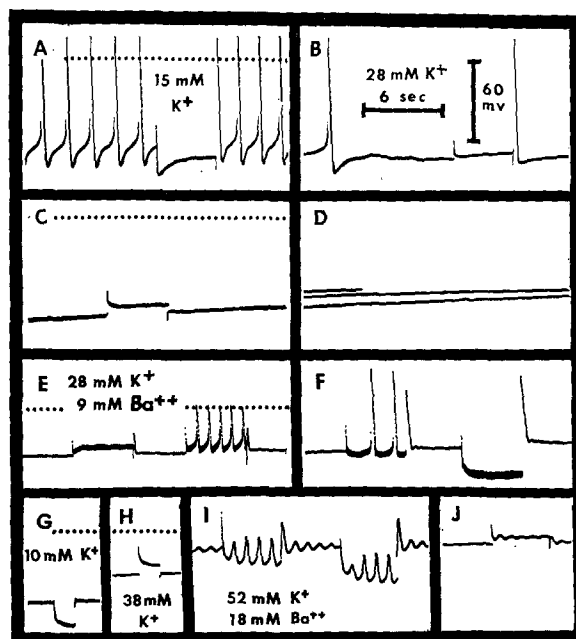 A
15 mM
K+
B
28 mM K+
6 sec
60
mv
C
D
E
28 mM K+
9 mM Ba++
F
G
10 mM K+
H
38mM
K+
I
52 mM K+
18 mM Ba++
J